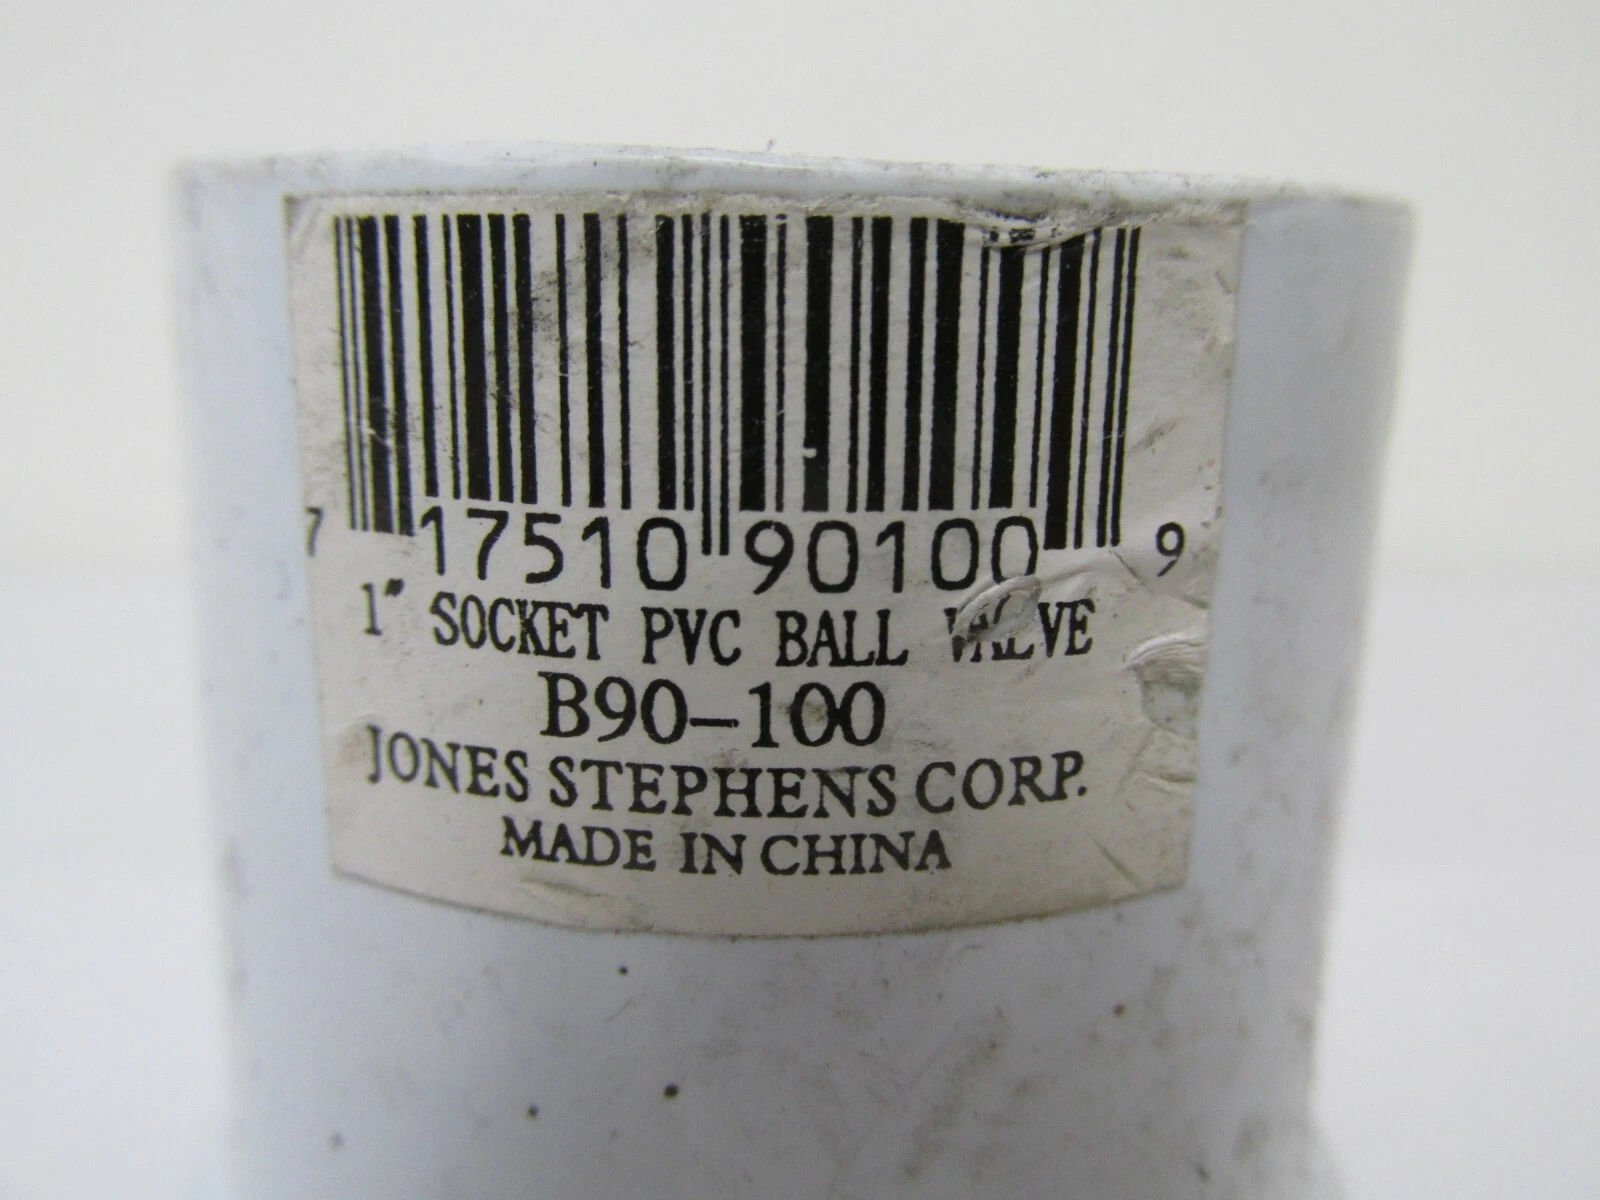 7 17510 90100 9
1" SOCKET PVC BALL VALVE
B90-100
JONES STEPHENS CORP.
MADE IN CHINA